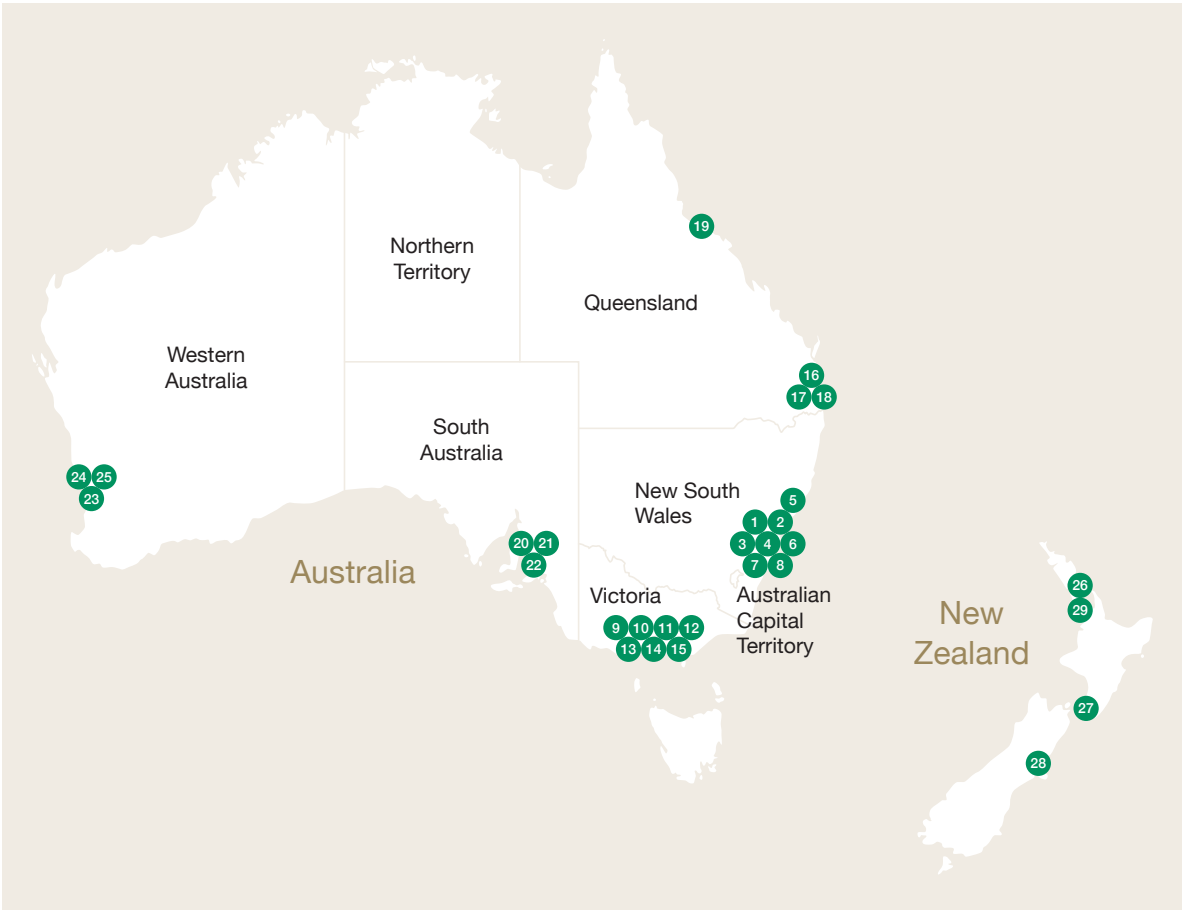 19
Northern
Territory
Queensland
Western
Australia
16
17 18
South
Australia
24 25
23
New South
Wales
5
1 2
3 4 6
7 8
20 21
22
Australia
Victoria
Australian
Capital
Territory
9 10 11 12
13 14 15
26
29
New
Zealand
27
28